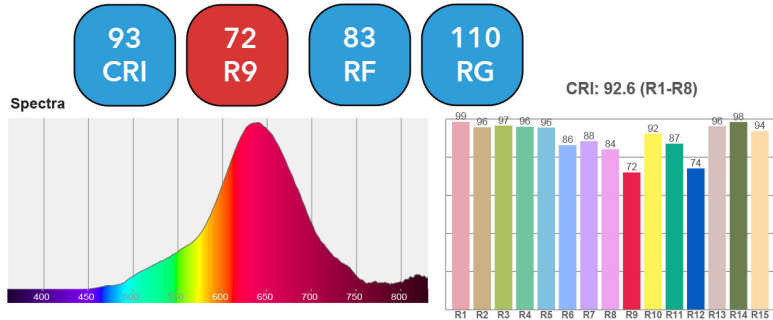 93
CRI
72
R9
83
RF
110
RG
Spectra
CRI: 92.6 (R1-R8)
99 96 97 96 96 86 88 84 72 92 87 74 96 98 94
400 450 500 550 600 650 700 750 800
R1 R2 R3 R4 R5 R6 R7 R8 R9 R10 R11 R12 R13 R14 R15